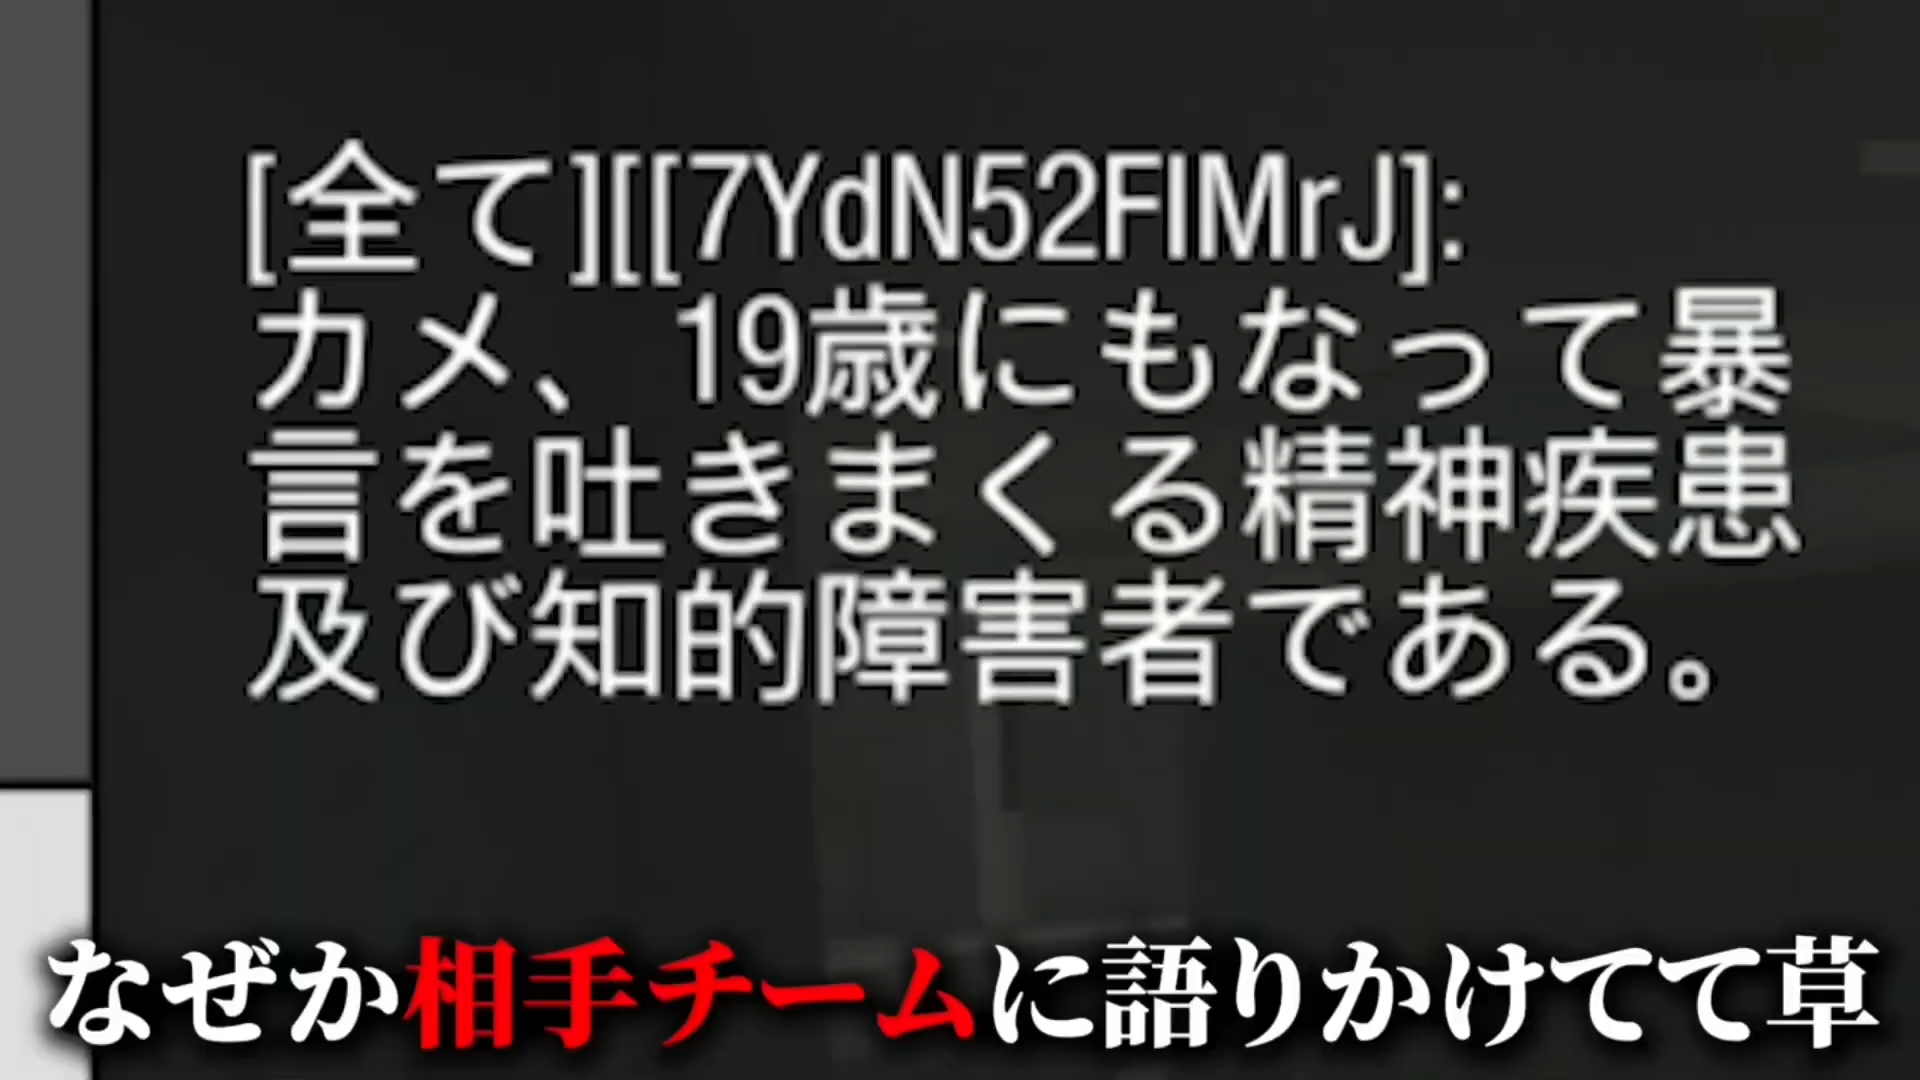 [全て][[7YdN52FIMrJ]:
カメ、19歳にもなって暴
言を吐きまくる精神疾患
及び知的障害者である。
なぜか相手チームに語りかけてて草